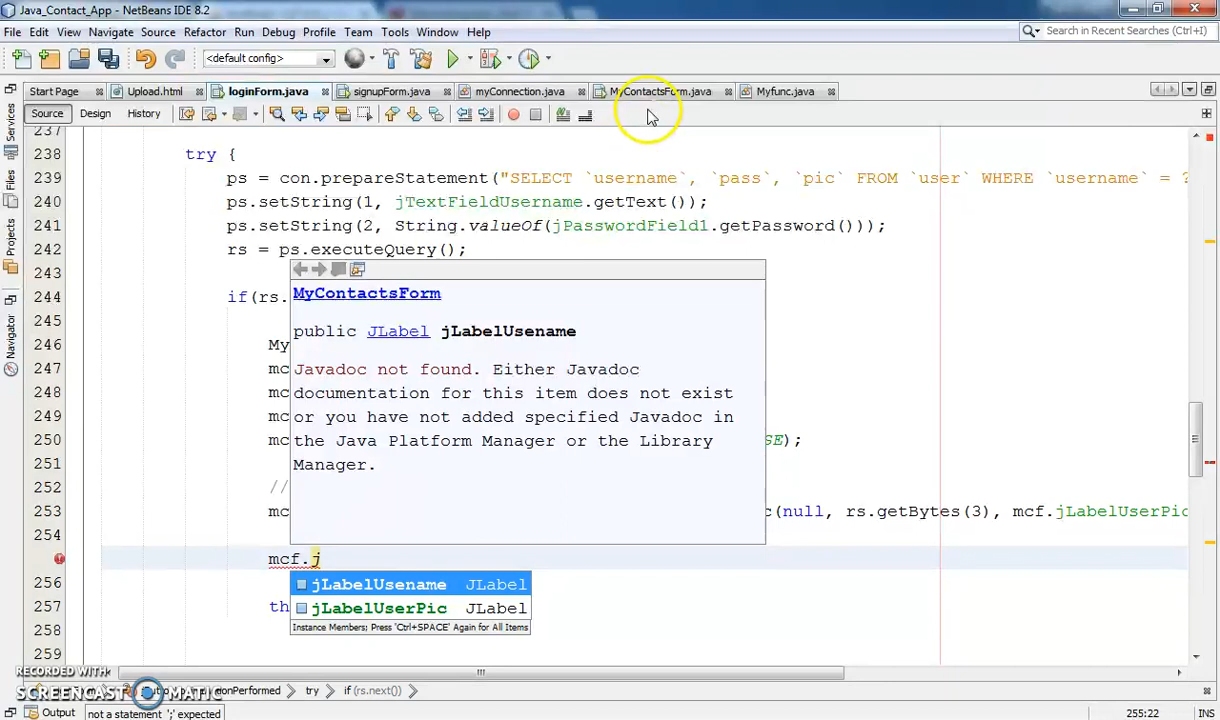 Java_Contact_App - NetBeans IDE 8.2
File Edit View Navigate Source Refactor Run Debug Profile Team Tools Window Help
Search in Recent Searches (Ctrl+I)
<default config>
Start Page Upload.html loginForm.java signupForm.java myConnection.java MyContactsForm.java Myfunc.java
Source Design History
Services
Files
Projects
Navigator
237
238 try {
239 ps = con.prepareStatement("SELECT `username`, `pass`, `pic` FROM `user` WHERE `username` = ?
240 ps.setString(1, jTextFieldUsername.getText());
241 ps.setString(2, String.valueOf(jPasswordField1.getPassword()));
242 rs = ps.executeQuery();
243
244 if(rs.
245
246 My
247 mc
248 mc
249 mc
250 mc SE);
251
252 //
253 mc c(null, rs.getBytes(3), mcf.jLabelUserPic
254
mcf.j
256
257 th
258
259
MyContactsForm
public JLabel jLabelUsename
Javadoc not found. Either Javadoc
documentation for this item does not exist
or you have not added specified Javadoc in
the Java Platform Manager or the Library
Manager.
jLabelUsename JLabel
jLabelUserPic JLabel
Instance Members; Press 'Ctrl+SPACE' Again for All Items
RECORDED WITH
SCREENCAST MATIC
onPerformed try if (rs.next())
Output not a statement ';' expected 255:22 INS